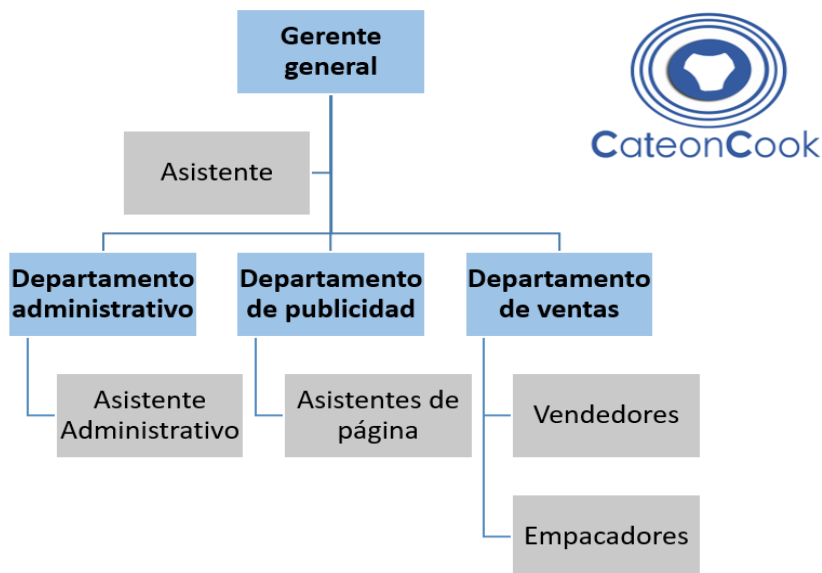 Gerente
general
CateonCook
Asistente
Departamento
administrativo
Departamento
de publicidad
Departamento
de ventas
Asistente
Administrativo
Asistentes de
página
Vendedores
Empacadores